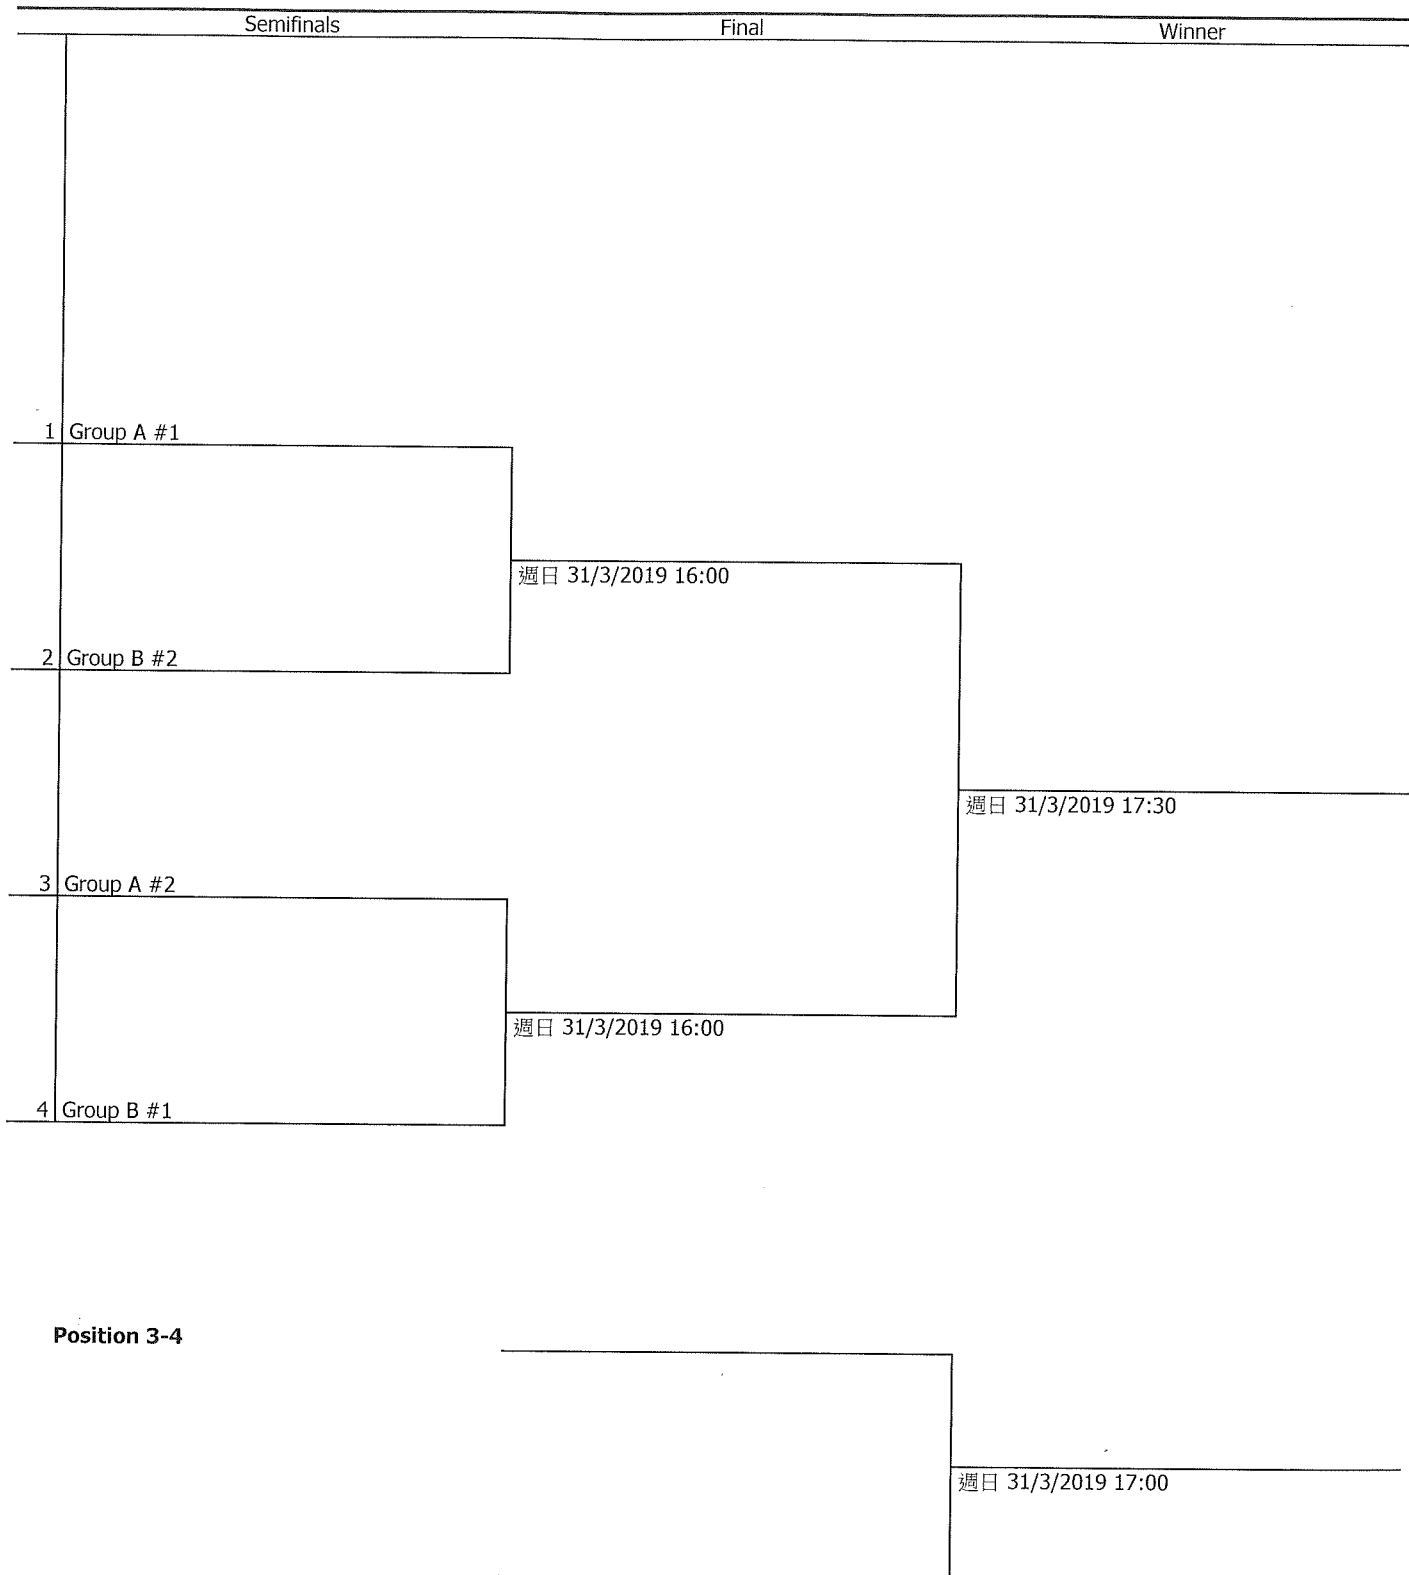 Semifinals Final Winner
1 Group A #1
週日 31/3/2019 16:00
2 Group B #2
週日 31/3/2019 17:30
3 Group A #2
週日 31/3/2019 16:00
4 Group B #1
Position 3-4
週日 31/3/2019 17:00